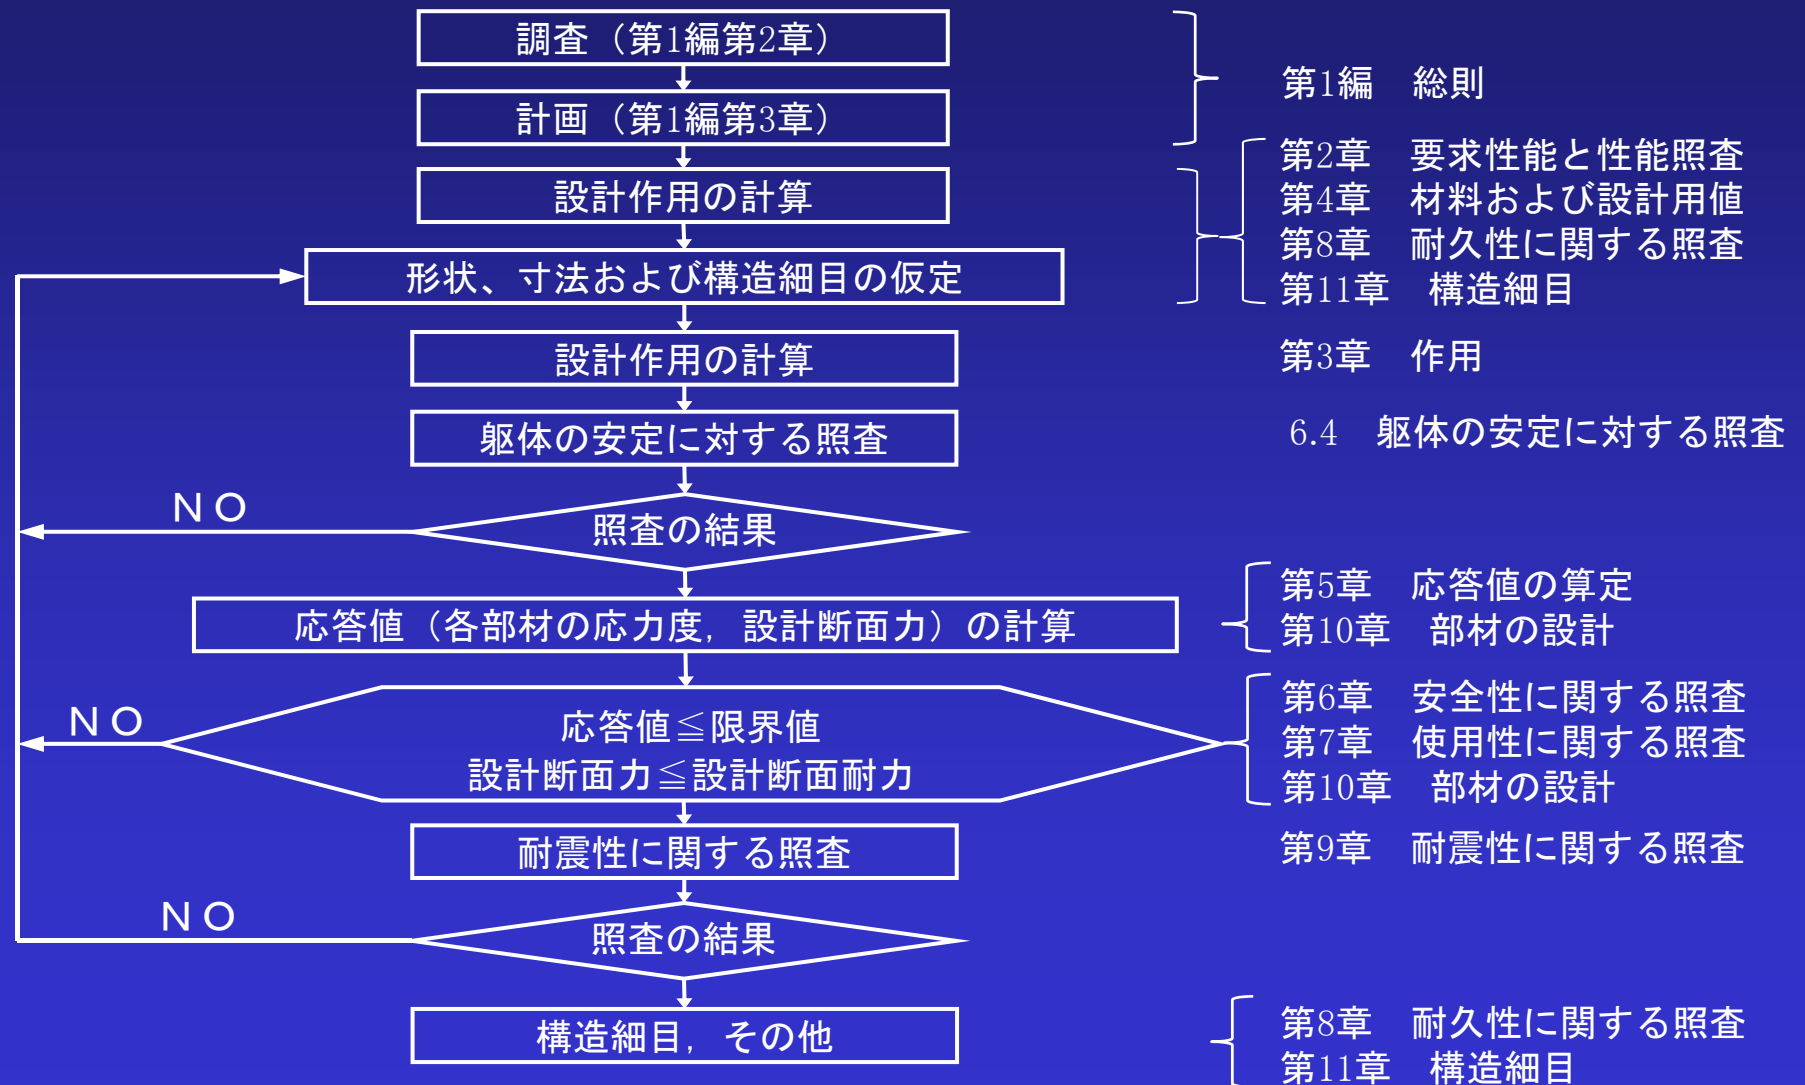 調査（第1編第2章）
計画（第1編第3章）
第1編　総則
設計作用の計算
形状、寸法および構造細目の仮定
第2章　要求性能と性能照査
第4章　材料および設計用値
第8章　耐久性に関する照査
第11章　構造細目
設計作用の計算
第3章　作用
躯体の安定に対する照査
6.4　躯体の安定に対する照査
ＮＯ
照査の結果
応答値（各部材の応力度，設計断面力）の計算
第5章　応答値の算定
第10章　部材の設計
ＮＯ
応答値≦限界値
設計断面力≦設計断面耐力
第6章　安全性に関する照査
第7章　使用性に関する照査
第10章　部材の設計
耐震性に関する照査
第9章　耐震性に関する照査
ＮＯ
照査の結果
構造細目，その他
第8章　耐久性に関する照査
第11章　構造細目